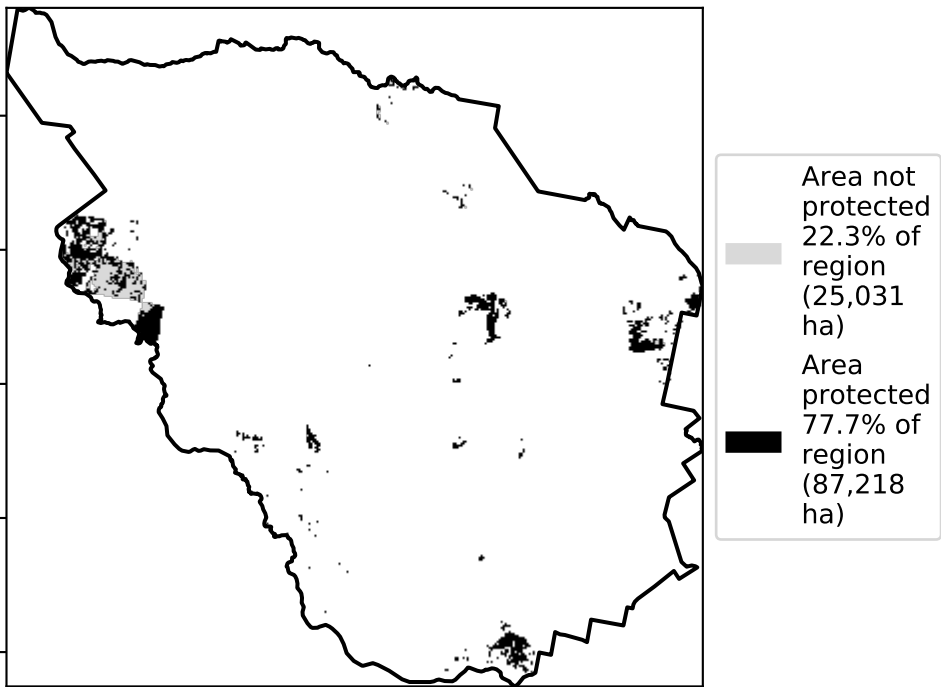 Area not
protected
22.3% of
region
(25,031
ha)
Area
protected
77.7% of
region
(87,218
ha)